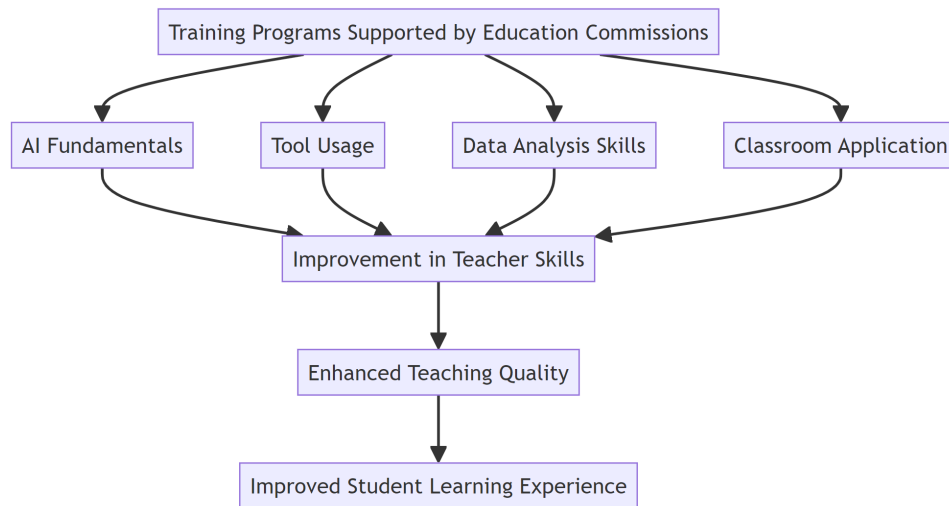 Training Programs Supported by Education Commissions
AI Fundamentals
Tool Usage
Data Analysis Skills
Classroom Application
Improvement in Teacher Skills
Enhanced Teaching Quality
Improved Student Learning Experience